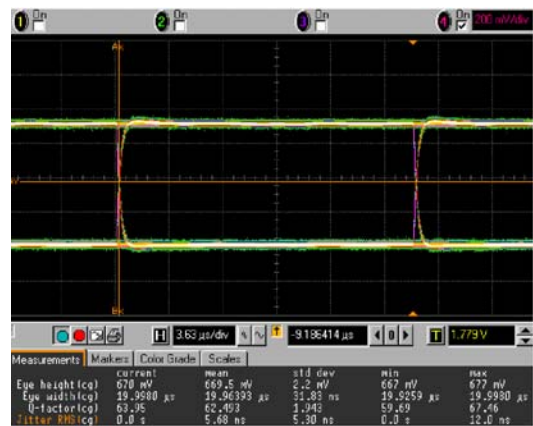 1 On 2 On 3 On 4 On 200 mV/div
H 3.63 µs/div -9.186414 µs 0 T 1.779 V
Measurements Markers Color Grade Scales
current mean std dev min max
Eye height(cg) 670 mV 669.5 mV 2.2 mV 667 mV 677 mV
Eye width(cg) 19.9980 µs 19.96393 µs 31.83 ns 19.9259 µs 19.9980 µs
Q-factor(cg) 63.95 62.493 1.943 59.69 67.46
Jitter RMS(cg) 0.0 s 5.68 ns 5.30 ns 0.0 s 12.0 ns